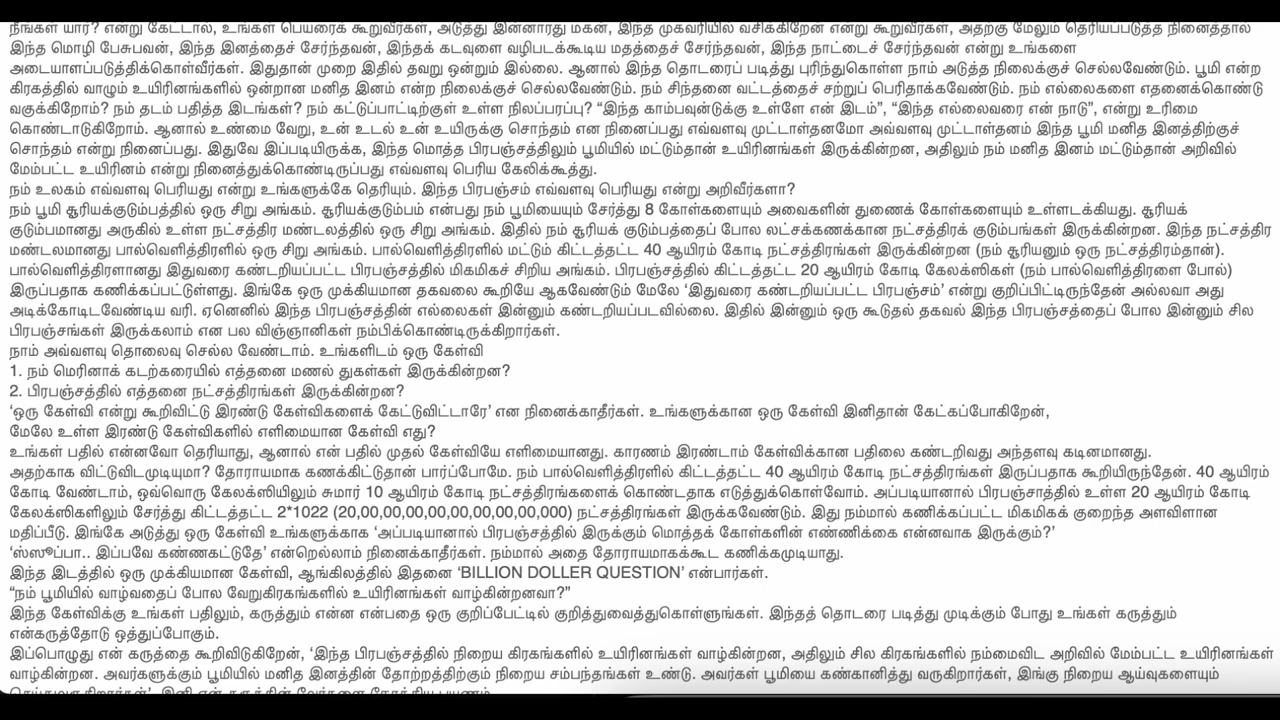 நீங்கள் யார்? என்று கேட்டால், உங்கள் பெயரைக் கூறுவீர்கள், அடுத்து இன்னாரது மகன், இந்த முகவரியில் வசிக்கிறேன் என்று கூறுவீர்கள், அதற்கு மேலும் தெரியப்படுத்த நினைத்தால்
இந்த மொழி பேசுபவன், இந்த இனத்தைச் சேர்ந்தவன், இந்தக் கடவுளை வழிபடக்கூடிய மதத்தைச் சேர்ந்தவன், இந்த நாட்டைச் சேர்ந்தவன் என்று உங்களை
அடையாளப்படுத்திக்கொள்வீர்கள். இதுதான் முறை இதில் தவறு ஒன்றும் இல்லை. ஆனால் இந்த தொடரைப் படித்து புரிந்துகொள்ள நாம் அடுத்த நிலைக்குச் செல்லவேண்டும். பூமி என்ற
கிரகத்தில் வாழும் உயிரினங்களில் ஒன்றான மனித இனம் என்ற நிலைக்குச் செல்லவேண்டும். நம் சிந்தனை வட்டத்தைச் சற்றுப் பெரிதாக்கவேண்டும். நம் எல்லைகளை எதனைக்கொண்டு
வகுக்கிறோம்? நம் தடம் பதித்த இடங்கள்? நம் கட்டுப்பாட்டிற்குள் உள்ள நிலப்பரப்பு? “இந்த காம்பவுன்டுக்கு உள்ளே என் இடம்”, “இந்த எல்லைவரை என் நாடு”, என்று உரிமை
கொண்டாடுகிறோம். ஆனால் உண்மை வேறு, உன் உடல் உன் உயிருக்கு சொந்தம் என நினைப்பது எவ்வளவு முட்டாள்தனமோ அவ்வளவு முட்டாள்தனம் இந்த பூமி மனித இனத்திற்குச்
சொந்தம் என்று நினைப்பது. இதுவே இப்படியிருக்க, இந்த மொத்த பிரபஞ்சத்திலும் பூமியில் மட்டும்தான் உயிரினங்கள் இருக்கின்றன, அதிலும் நம் மனித இனம் மட்டும்தான் அறிவில்
மேம்பட்ட உயிரினம் என்று நினைத்துக்கொண்டிருப்பது எவ்வளவு பெரிய கேலிக்கூத்து.
நம் உலகம் எவ்வளவு பெரியது என்று உங்களுக்கே தெரியும். இந்த பிரபஞ்சம் எவ்வளவு பெரியது என்று அறிவீர்களா?
நம் பூமி சூரியக்குடும்பத்தில் ஒரு சிறு அங்கம். சூரியக்குடும்பம் என்பது நம் பூமியையும் சேர்த்து 8 கோள்களையும் அவைகளின் துணைக் கோள்களையும் உள்ளடக்கியது. சூரியக்
குடும்பமானது அருகில் உள்ள நட்சத்திர மண்டலத்தில் ஒரு சிறு அங்கம். இதில் நம் சூரியக் குடும்பத்தைப் போல லட்சக்கணக்கான நட்சத்திரக் குடும்பங்கள் இருக்கின்றன. இந்த நட்சத்திர
மண்டலமானது பால்வெளித்திரளில் ஒரு சிறு அங்கம். பால்வெளித்திரளில் மட்டும் கிட்டத்தட்ட 40 ஆயிரம் கோடி நட்சத்திரங்கள் இருக்கின்றன (நம் சூரியனும் ஒரு நட்சத்திரம்தான்).
பால்வெளித்திரளானது இதுவரை கண்டறியப்பட்ட பிரபஞ்சத்தில் மிகமிகச் சிறிய அங்கம். பிரபஞ்சத்தில் கிட்டத்தட்ட 20 ஆயிரம் கோடி கேலக்ஸிகள் (நம் பால்வெளித்திரளை போல்)
இருப்பதாக கணிக்கப்பட்டுள்ளது. இங்கே ஒரு முக்கியமான தகவலை கூறியே ஆகவேண்டும் மேலே ‘இதுவரை கண்டறியப்பட்ட பிரபஞ்சம்’ என்று குறிப்பிட்டிருந்தேன் அல்லவா அது
அடிக்கோடிடவேண்டிய வரி. ஏனெனில் இந்த பிரபஞ்சத்தின் எல்லைகள் இன்னும் கண்டறியப்படவில்லை. இதில் இன்னும் ஒரு கூடுதல் தகவல் இந்த பிரபஞ்சத்தைப் போல இன்னும் சில
பிரபஞ்சங்கள் இருக்கலாம் என பல விஞ்ஞானிகள் நம்பிக்கொண்டிருக்கிறார்கள்.
நாம் அவ்வளவு தொலைவு செல்ல வேண்டாம். உங்களிடம் ஒரு கேள்வி
1. நம் மெரினாக் கடற்கரையில் எத்தனை மணல் துகள்கள் இருக்கின்றன?
2. பிரபஞ்சத்தில் எத்தனை நட்சத்திரங்கள் இருக்கின்றன?
‘ஒரு கேள்வி என்று கூறிவிட்டு இரண்டு கேள்விகளைக் கேட்டுவிட்டாரே’ என நினைக்காதீர்கள். உங்களுக்கான ஒரு கேள்வி இனிதான் கேட்கப்போகிறேன்,
மேலே உள்ள இரண்டு கேள்விகளில் எளிமையான கேள்வி எது?
உங்கள் பதில் என்னவோ தெரியாது, ஆனால் என் பதில் முதல் கேள்வியே எளிமையானது. காரணம் இரண்டாம் கேள்விக்கான பதிலை கண்டறிவது அந்தளவு கடினமானது.
அதற்காக விட்டுவிடமுடியுமா? தோராயமாக கணக்கிட்டுதான் பார்ப்போமே. நம் பால்வெளித்திரளில் கிட்டத்தட்ட 40 ஆயிரம் கோடி நட்சத்திரங்கள் இருப்பதாக கூறியிருந்தேன். 40 ஆயிரம்
கோடி வேண்டாம், ஒவ்வொரு கேலக்ஸியிலும் சுமார் 10 ஆயிரம் கோடி நட்சத்திரங்களைக் கொண்டதாக எடுத்துக்கொள்வோம். அப்படியானால் பிரபஞ்சாத்தில் உள்ள 20 ஆயிரம் கோடி
கேலக்ஸிகளிலும் சேர்த்து கிட்டத்தட்ட 2*1022 (20,00,00,00,00,00,00,00,00,00,000) நட்சத்திரங்கள் இருக்கவேண்டும். இது நம்மால் கணிக்கப்பட்ட மிகமிகக் குறைந்த அளவிளான
மதிப்பீடு. இங்கே அடுத்து ஒரு கேள்வி உங்களுக்காக ‘அப்படியானால் பிரபஞ்சத்தில் இருக்கும் மொத்தக் கோள்களின் எண்ணிக்கை என்னவாக இருக்கும்?’
‘ஸ்ஸூப்பா.. இப்பவே கண்ணகட்டுதே’ என்றெல்லாம் நினைக்காதீர்கள். நம்மால் அதை தோராயமாகக்கூட கணிக்கமுடியாது.
இந்த இடத்தில் ஒரு முக்கியமான கேள்வி, ஆங்கிலத்தில் இதனை ‘BILLION DOLLER QUESTION’ என்பார்கள்.
“நம் பூமியில் வாழ்வதைப் போல வேறுகிரகங்களில் உயிரினங்கள் வாழ்கின்றனவா?”
இந்த கேள்விக்கு உங்கள் பதிலும், கருத்தும் என்ன என்பதை ஒரு குறிப்பேட்டில் குறித்துவைத்துகொள்ளுங்கள். இந்தத் தொடரை படித்து முடிக்கும் போது உங்கள் கருத்தும்
என்கருத்தோடு ஒத்துப்போகும்.
இப்பொழுது என் கருத்தை கூறிவிடுகிறேன், ‘இந்த பிரபஞ்சத்தில் நிறைய கிரகங்களில் உயிரினங்கள் வாழ்கின்றன, அதிலும் சில கிரகங்களில் நம்மைவிட அறிவில் மேம்பட்ட உயிரினங்கள்
வாழ்கின்றன. அவர்களுக்கும் பூமியில் மனித இனத்தின் தோற்றத்திற்கும் நிறைய சம்பந்தங்கள் உண்டு. அவர்கள் பூமியை கண்கானித்து வருகிறார்கள், இங்கு நிறைய ஆய்வுகளையும்